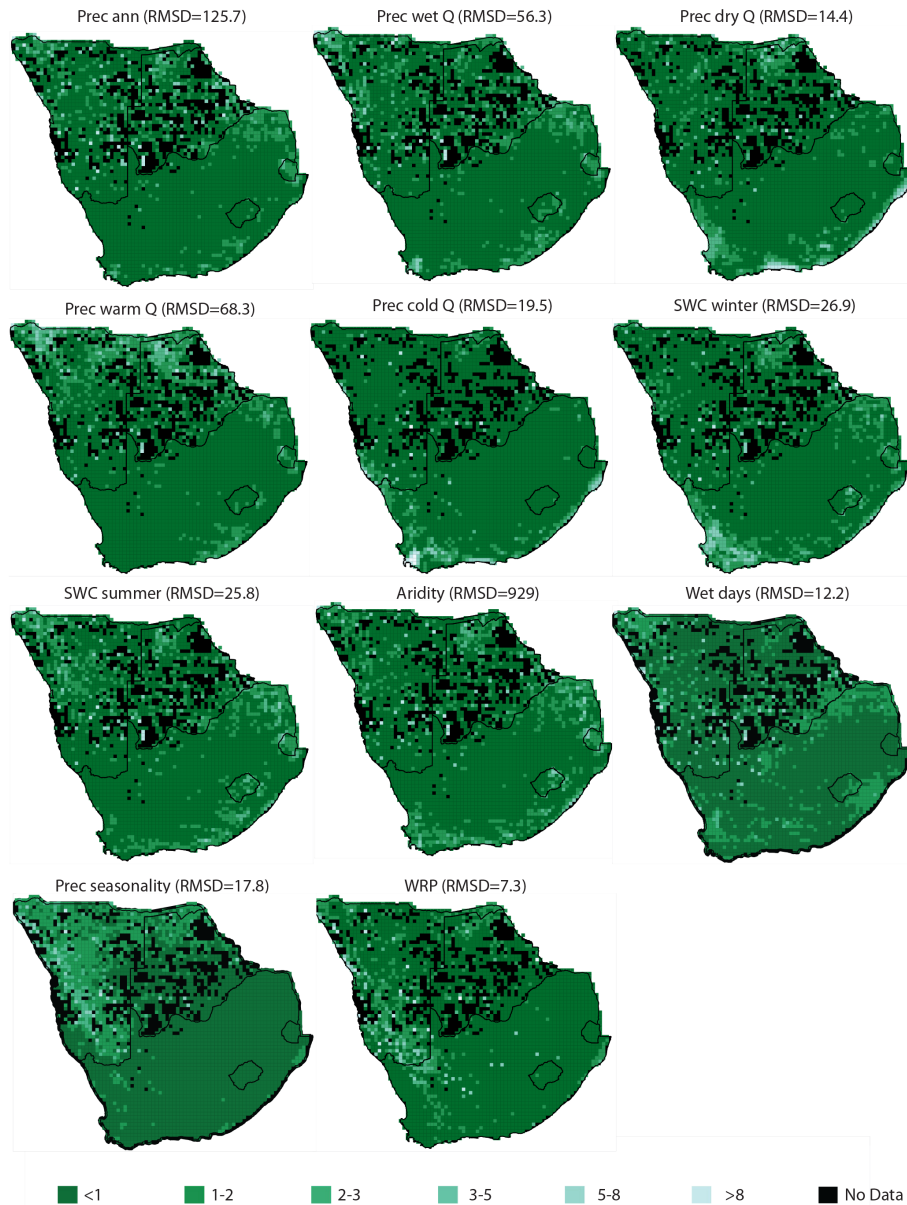 Prec ann (RMSD=125.7) Prec wet Q (RMSD=56.3) Prec dry Q (RMSD=14.4)
Prec warm Q (RMSD=68.3) Prec cold Q (RMSD=19.5) SWC winter (RMSD=26.9)
SWC summer (RMSD=25.8) Aridity (RMSD=929) Wet days (RMSD=12.2)
Prec seasonality (RMSD=17.8) WRP (RMSD=7.3)
<1 1-2 2-3 3-5 5-8 >8 No Data